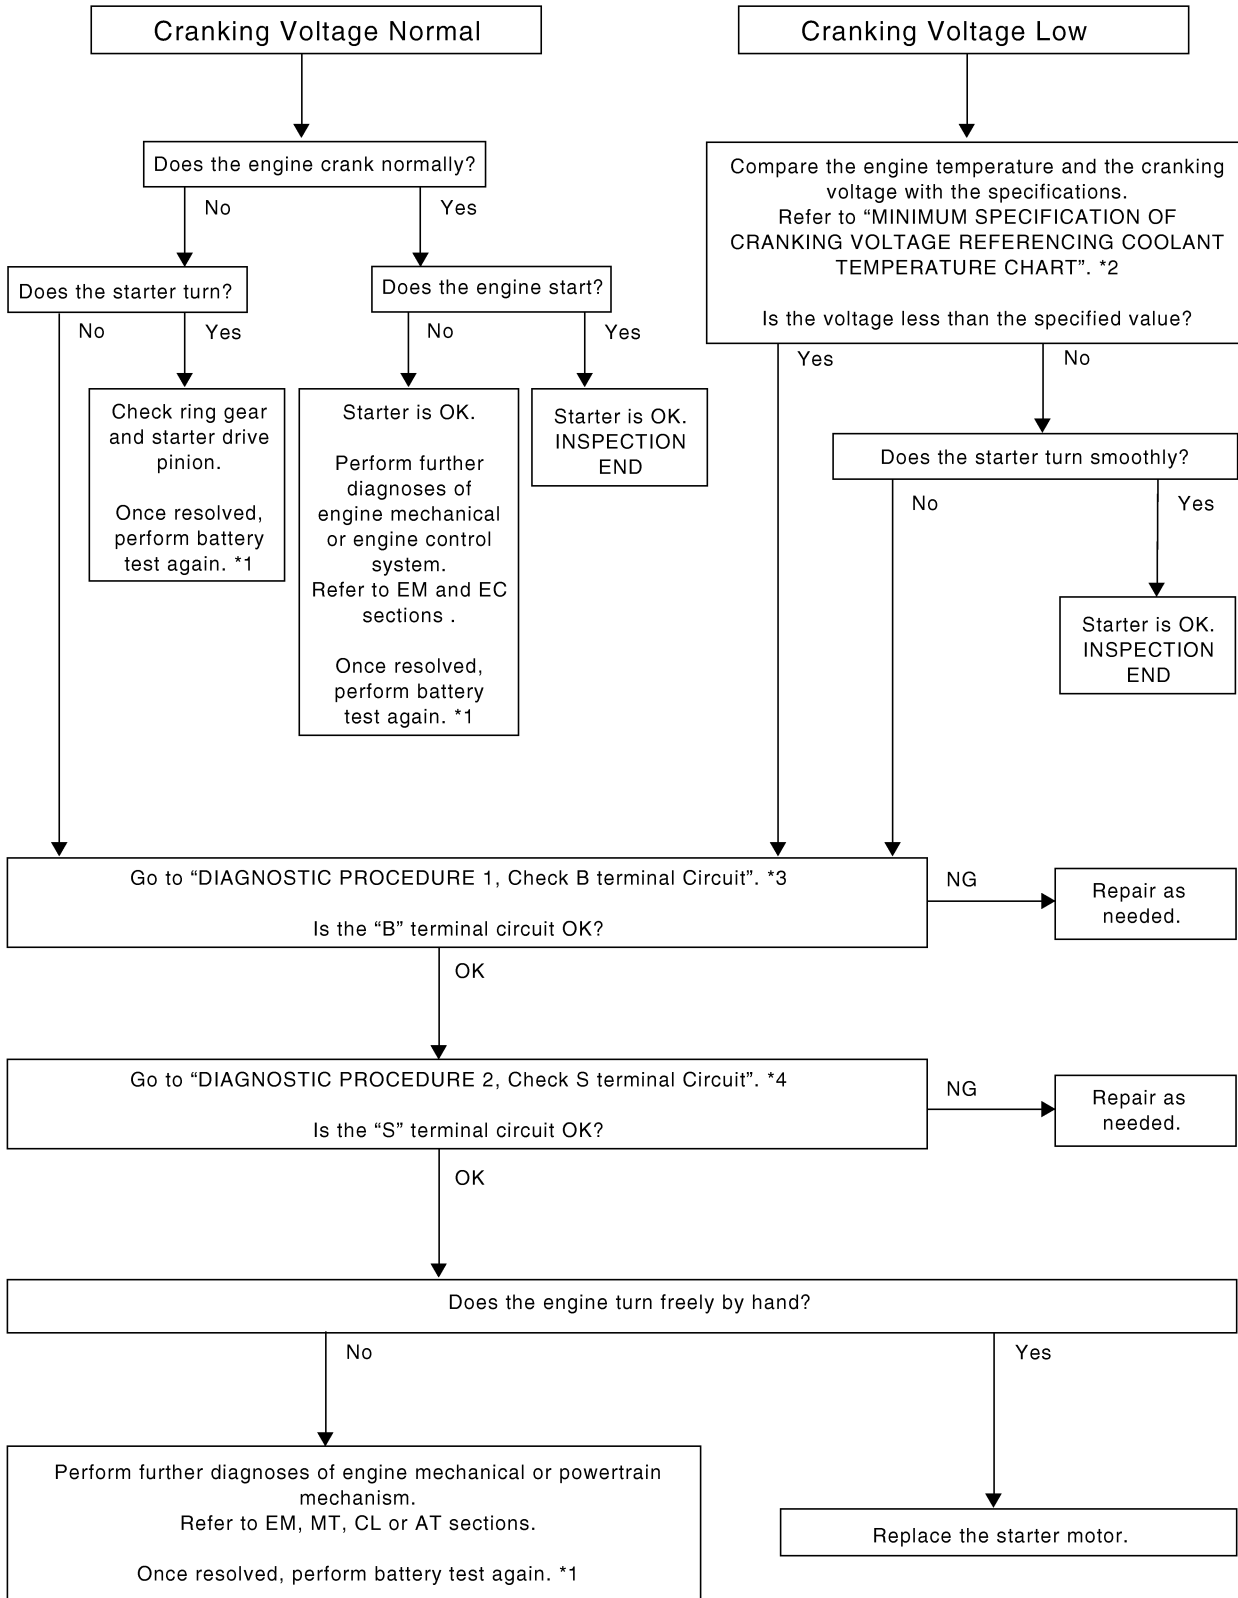 Cranking Voltage Normal
Cranking Voltage Low
Does the engine crank normally?
No
Yes
Does the starter turn?
No
Yes
Does the engine start?
No
Yes
Check ring gear
and starter drive
pinion.
Once resolved,
perform battery
test again. *1
Starter is OK.
Perform further
diagnoses of
engine mechanical
or engine control
system.
Refer to EM and EC
sections .
Once resolved,
perform battery
test again. *1
Starter is OK.
INSPECTION
END
Compare the engine temperature and the cranking
voltage with the specifications.
Refer to “MINIMUM SPECIFICATION OF
CRANKING VOLTAGE REFERENCING COOLANT
TEMPERATURE CHART”. *2
Is the voltage less than the specified value?
Yes
No
Does the starter turn smoothly?
No
Yes
Starter is OK.
INSPECTION
END
Go to “DIAGNOSTIC PROCEDURE 1, Check B terminal Circuit”. *3
Is the “B” terminal circuit OK?
NG
Repair as
needed.
OK
Go to “DIAGNOSTIC PROCEDURE 2, Check S terminal Circuit”. *4
Is the “S” terminal circuit OK?
NG
Repair as
needed.
OK
Does the engine turn freely by hand?
No
Yes
Perform further diagnoses of engine mechanical or powertrain
mechanism.
Refer to EM, MT, CL or AT sections.
Once resolved, perform battery test again. *1
Replace the starter motor.